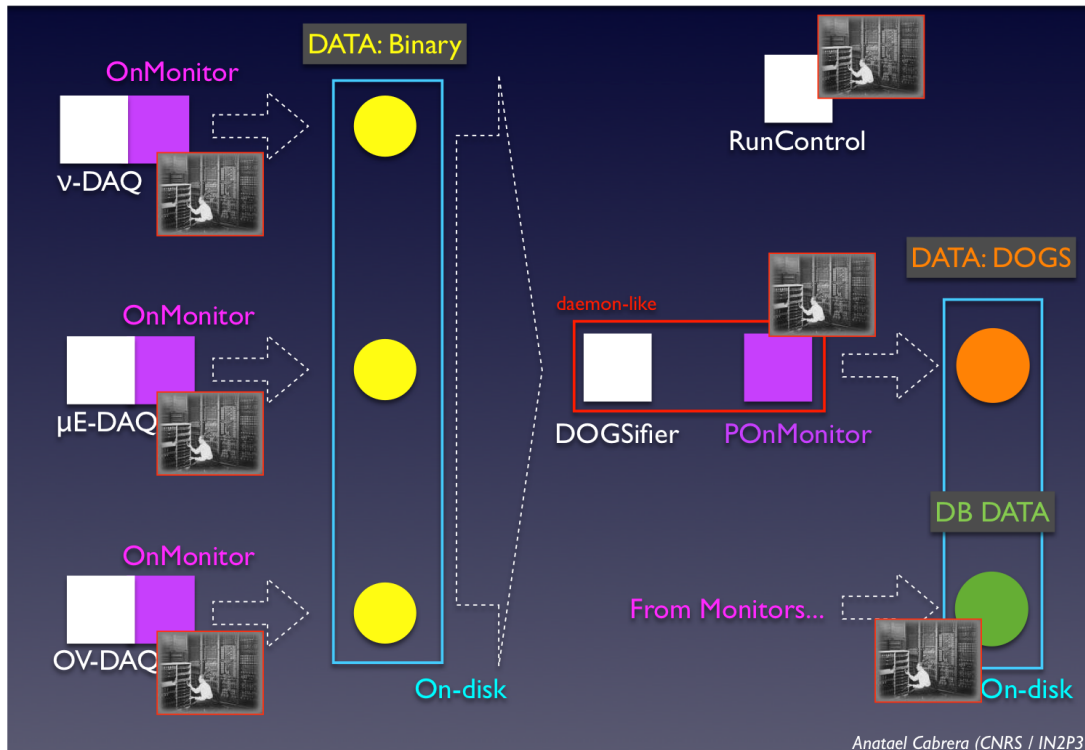 DATA: Binary
OnMonitor
ν-DAQ
RunControl
DATA: DOGS
OnMonitor
daemon-like
μE-DAQ
DOGSifier
POnMonitor
DB DATA
OnMonitor
From Monitors...
OV-DAQ
On-disk
On-disk
Anatael Cabrera (CNRS / IN2P3